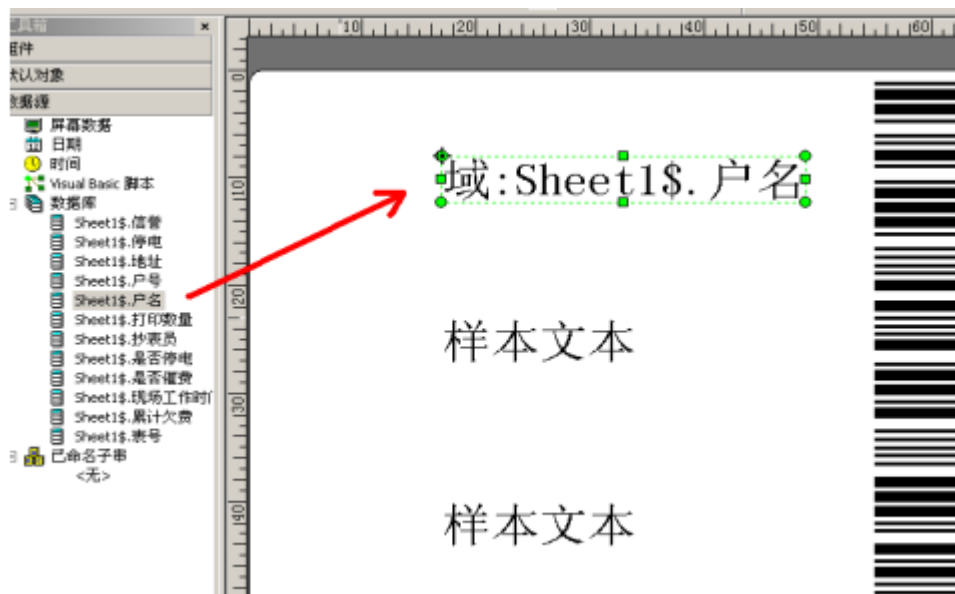 工具箱
组件
默认对象
数据源
屏幕数据
日期
时间
Visual Basic 脚本
数据库
Sheet1$.信誉
Sheet1$.停电
Sheet1$.地址
Sheet1$.户号
Sheet1$.户名
Sheet1$.打印数量
Sheet1$.抄表员
Sheet1$.是否停电
Sheet1$.是否催费
Sheet1$.现场工作时
Sheet1$.累计欠费
Sheet1$.表号
已命名子串
<无>
10 20 30 40 50 60
0
10
20
30
40
域:Sheet1$.户名
样本文本
样本文本